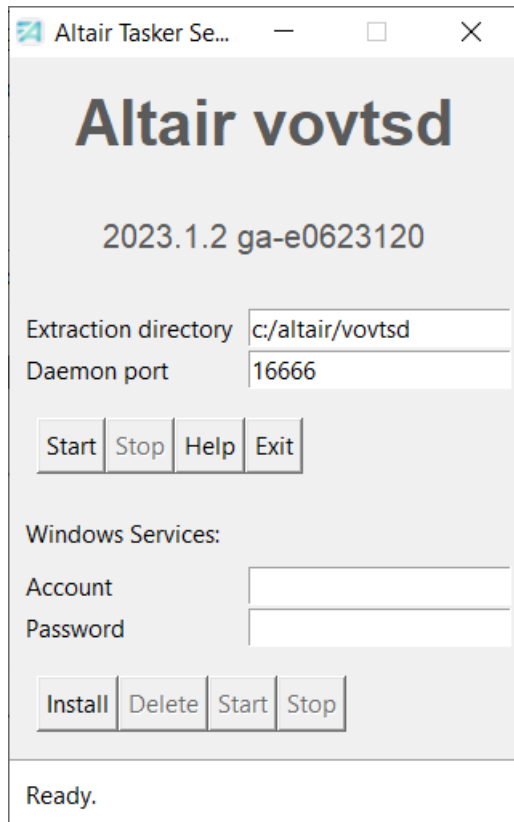 Altair Tasker Se...
Altair vovtsd
2023.1.2 ga-e0623120
Extraction directory c:/altair/vovtsd
Daemon port 16666
Start Stop Help Exit
Windows Services:
Account
Password
Install Delete Start Stop
Ready.